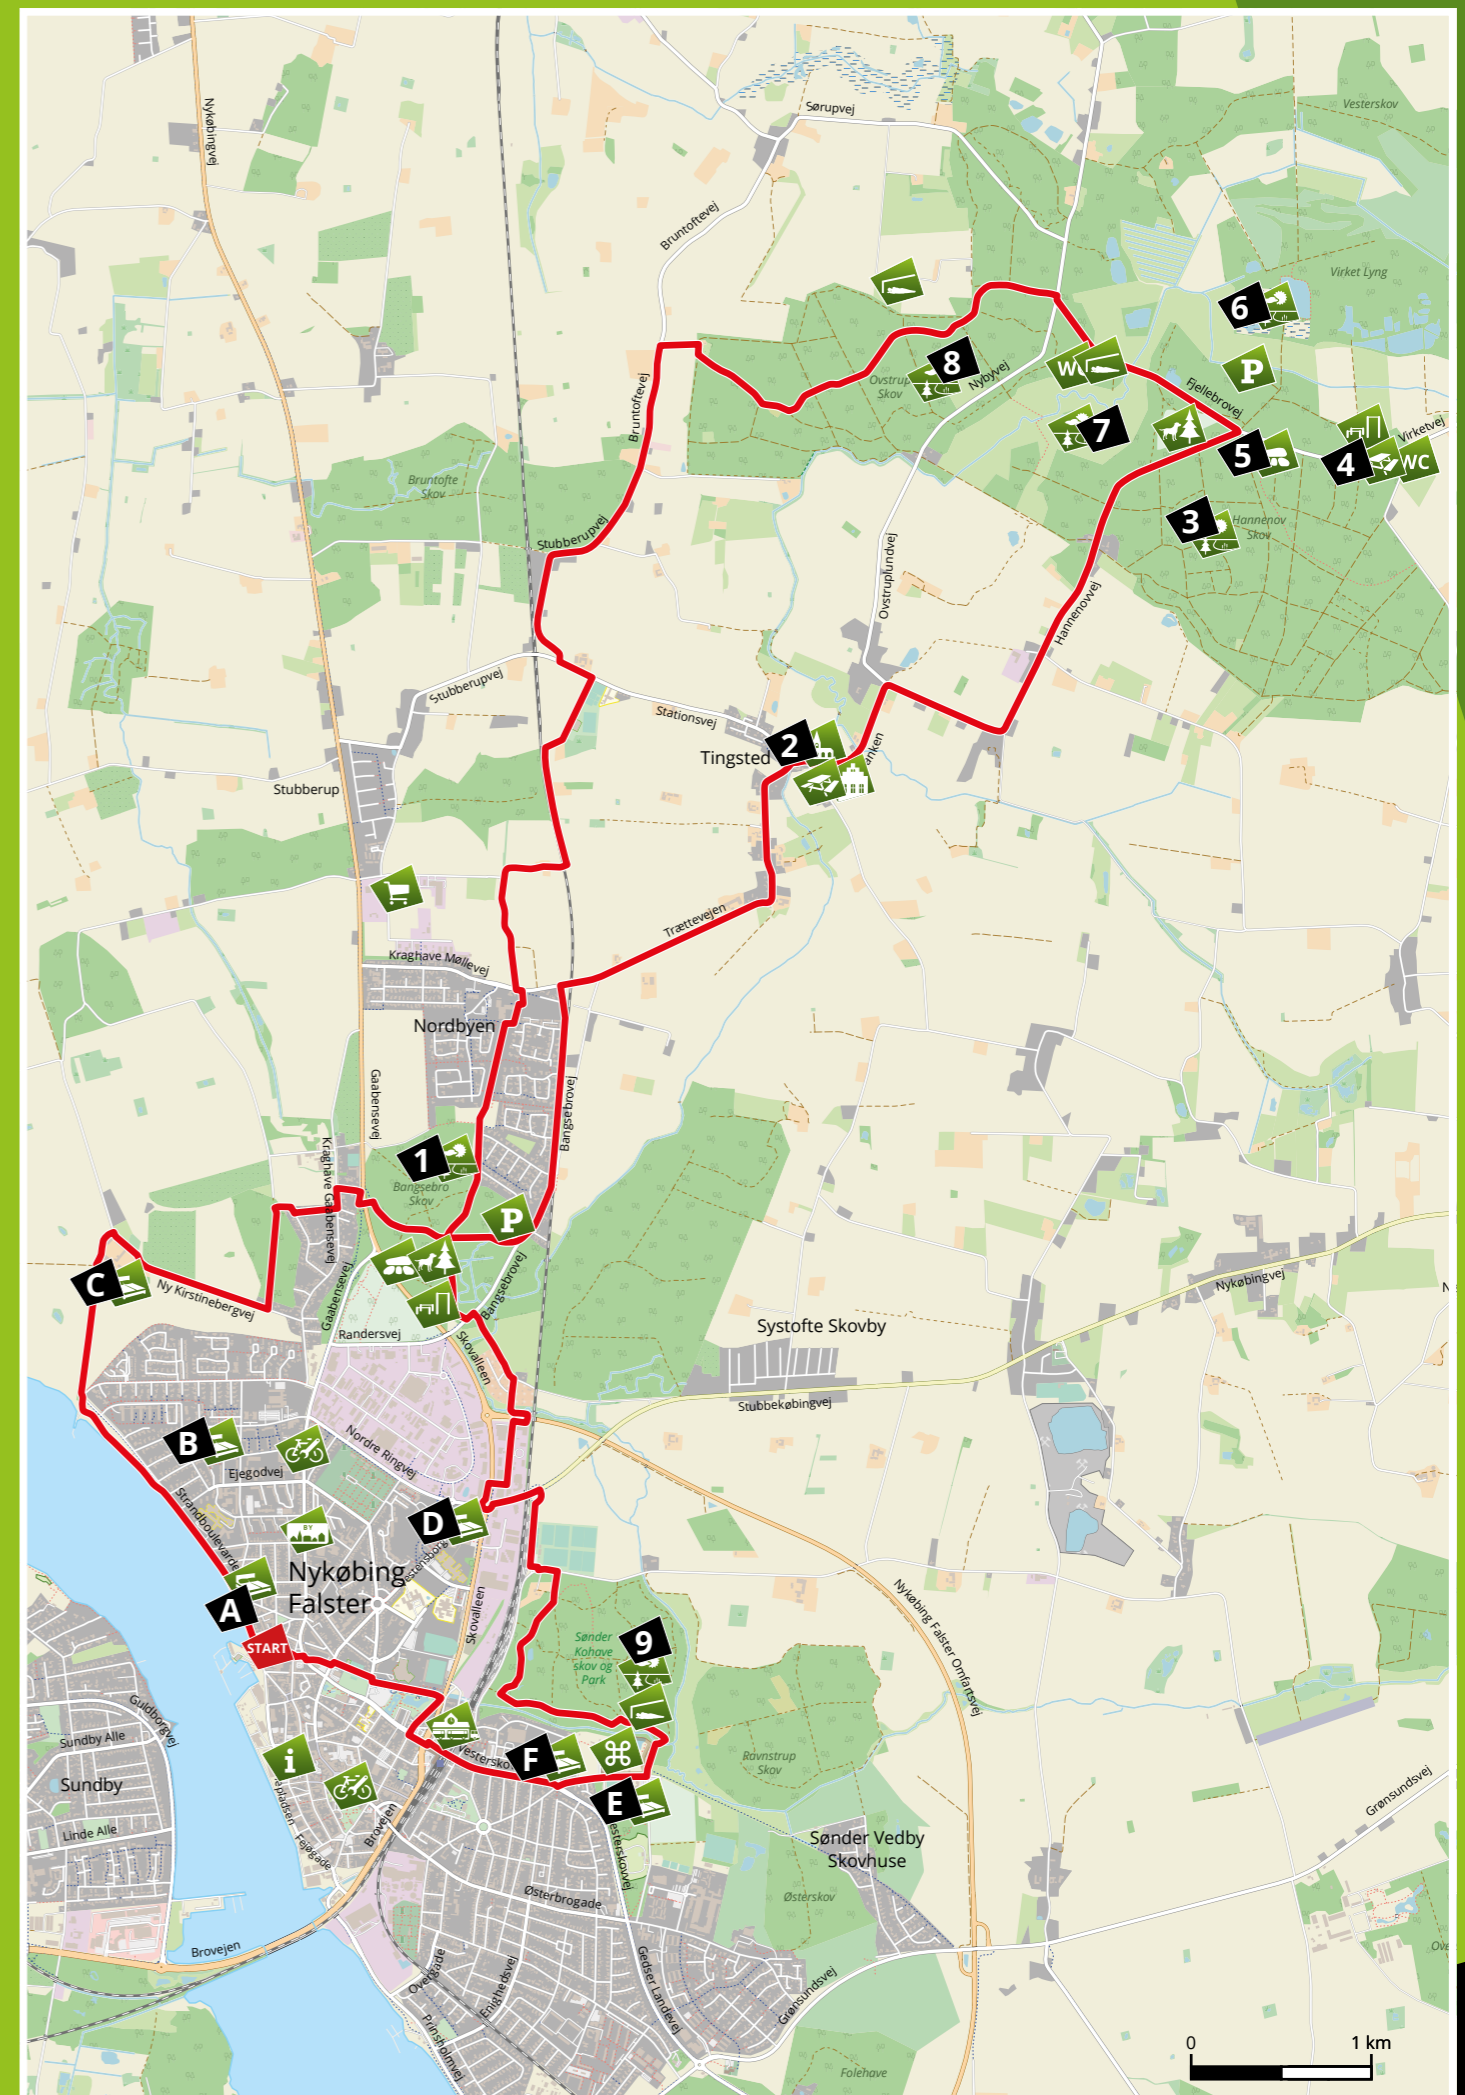 Nykøbingvej
Sørupvej
Vesterskov
Bruntoftevej
Virket Lyng
6
P
8
Ovstrup
Skov
Nybyvej
Fjellebrovej
7
Bruntoftevej
5
4
WC
Virketvej
Bruntofte
Skov
3
Hannenov
Skov
Stubberupvej
Ovstruplundvej
Hannenovvej
Stubberupvej
Stationsvej
2
Tingsted
Stubberup
Trættevejen
Kraghave Møllevej
Nordbyen
Gaabensevej
Bangsebrovej
1
Bangsebro
Skov
Kraghave Gaabensevej
P
C
Ny Kirstinebergvej
Gaabensevej
Bangsebrovej
Randersvej
Skovalleen
Systofte Skovby
Nykøbingvej
Stubbekøbingvej
B
Nordre Ringvej
Ejegodvej
Strandboulevarde
D
BY
Nykøbing
Falster
A
START
Skovalleen
Nykøbing Falster Omfartsvej
9
Sønder
Kohave
skov og
Park
Guldborgvej
Sundby Alle
Sundby
Linde Alle
i
F
E
Ravnstrup
Skov
Grønsundsvej
Sønder Vedby
Skovhuse
Fejøgade
Brovejen
Østerbrogade
Østerskov
Brovejen
Overgade
Enighedsvej
Gedser Landevej
Grønsundsvej
Prinsholmvej
Folehave
0 1 km